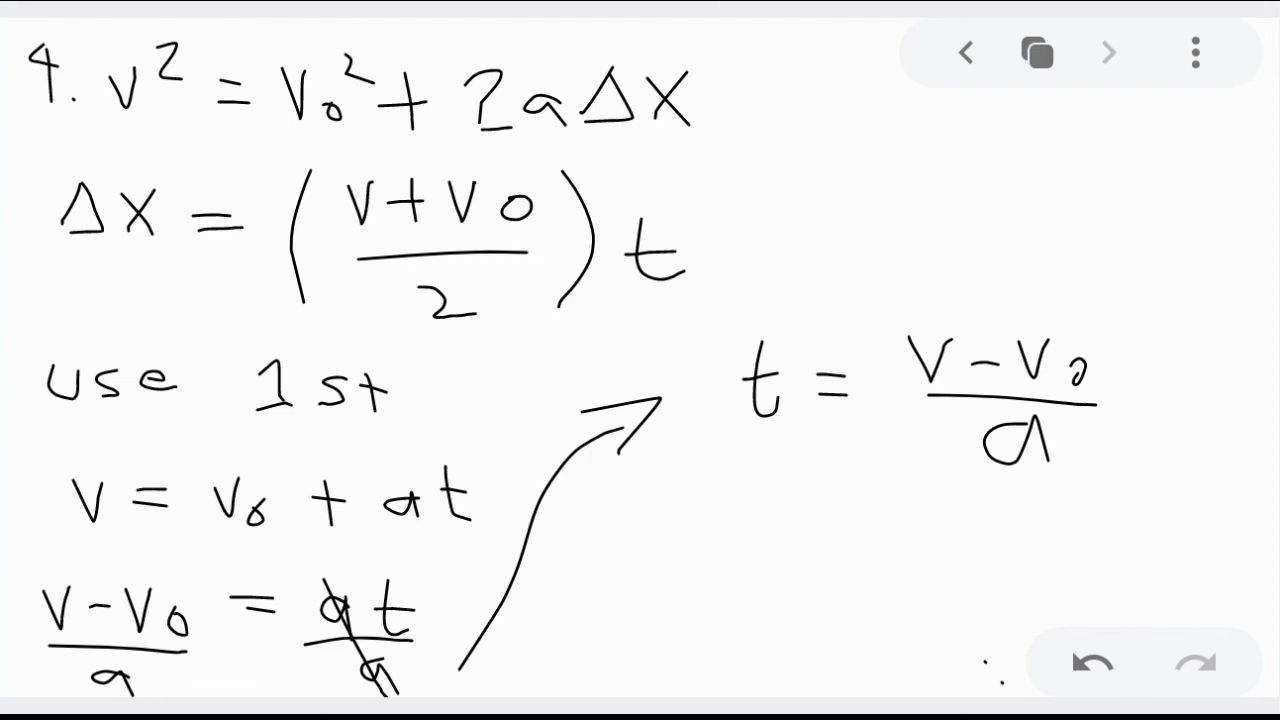 4. v² = v₀² + 2aΔx
Δx = (v + v₀ / 2) t
use 1st
v = v₀ + at
v - v₀ / a = at / a
t = v - v₀ / a